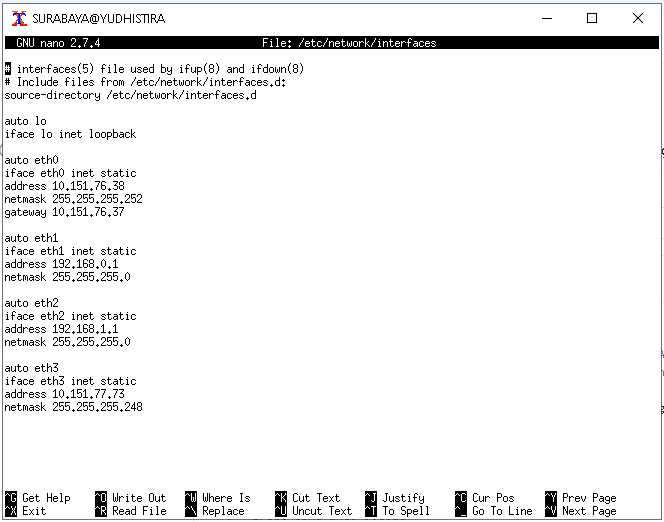 SURABAYA@YUDHISTIRA
GNU nano 2.7.4 File: /etc/network/interfaces
# interfaces(5) file used by ifup(8) and ifdown(8)
# Include files from /etc/network/interfaces.d:
source-directory /etc/network/interfaces.d
auto lo
iface lo inet loopback
auto eth0
iface eth0 inet static
address 10.151.76.38
netmask 255.255.255.252
gateway 10.151.76.37
auto eth1
iface eth1 inet static
address 192.168.0.1
netmask 255.255.255.0
auto eth2
iface eth2 inet static
address 192.168.1.1
netmask 255.255.255.0
auto eth3
iface eth3 inet static
address 10.151.77.73
netmask 255.255.255.248
^G Get Help ^O Write Out ^W Where Is ^K Cut Text ^J Justify ^C Cur Pos ^Y Prev Page
^X Exit ^R Read File ^\ Replace ^U Uncut Text ^T To Spell ^_ Go To Line ^V Next Page